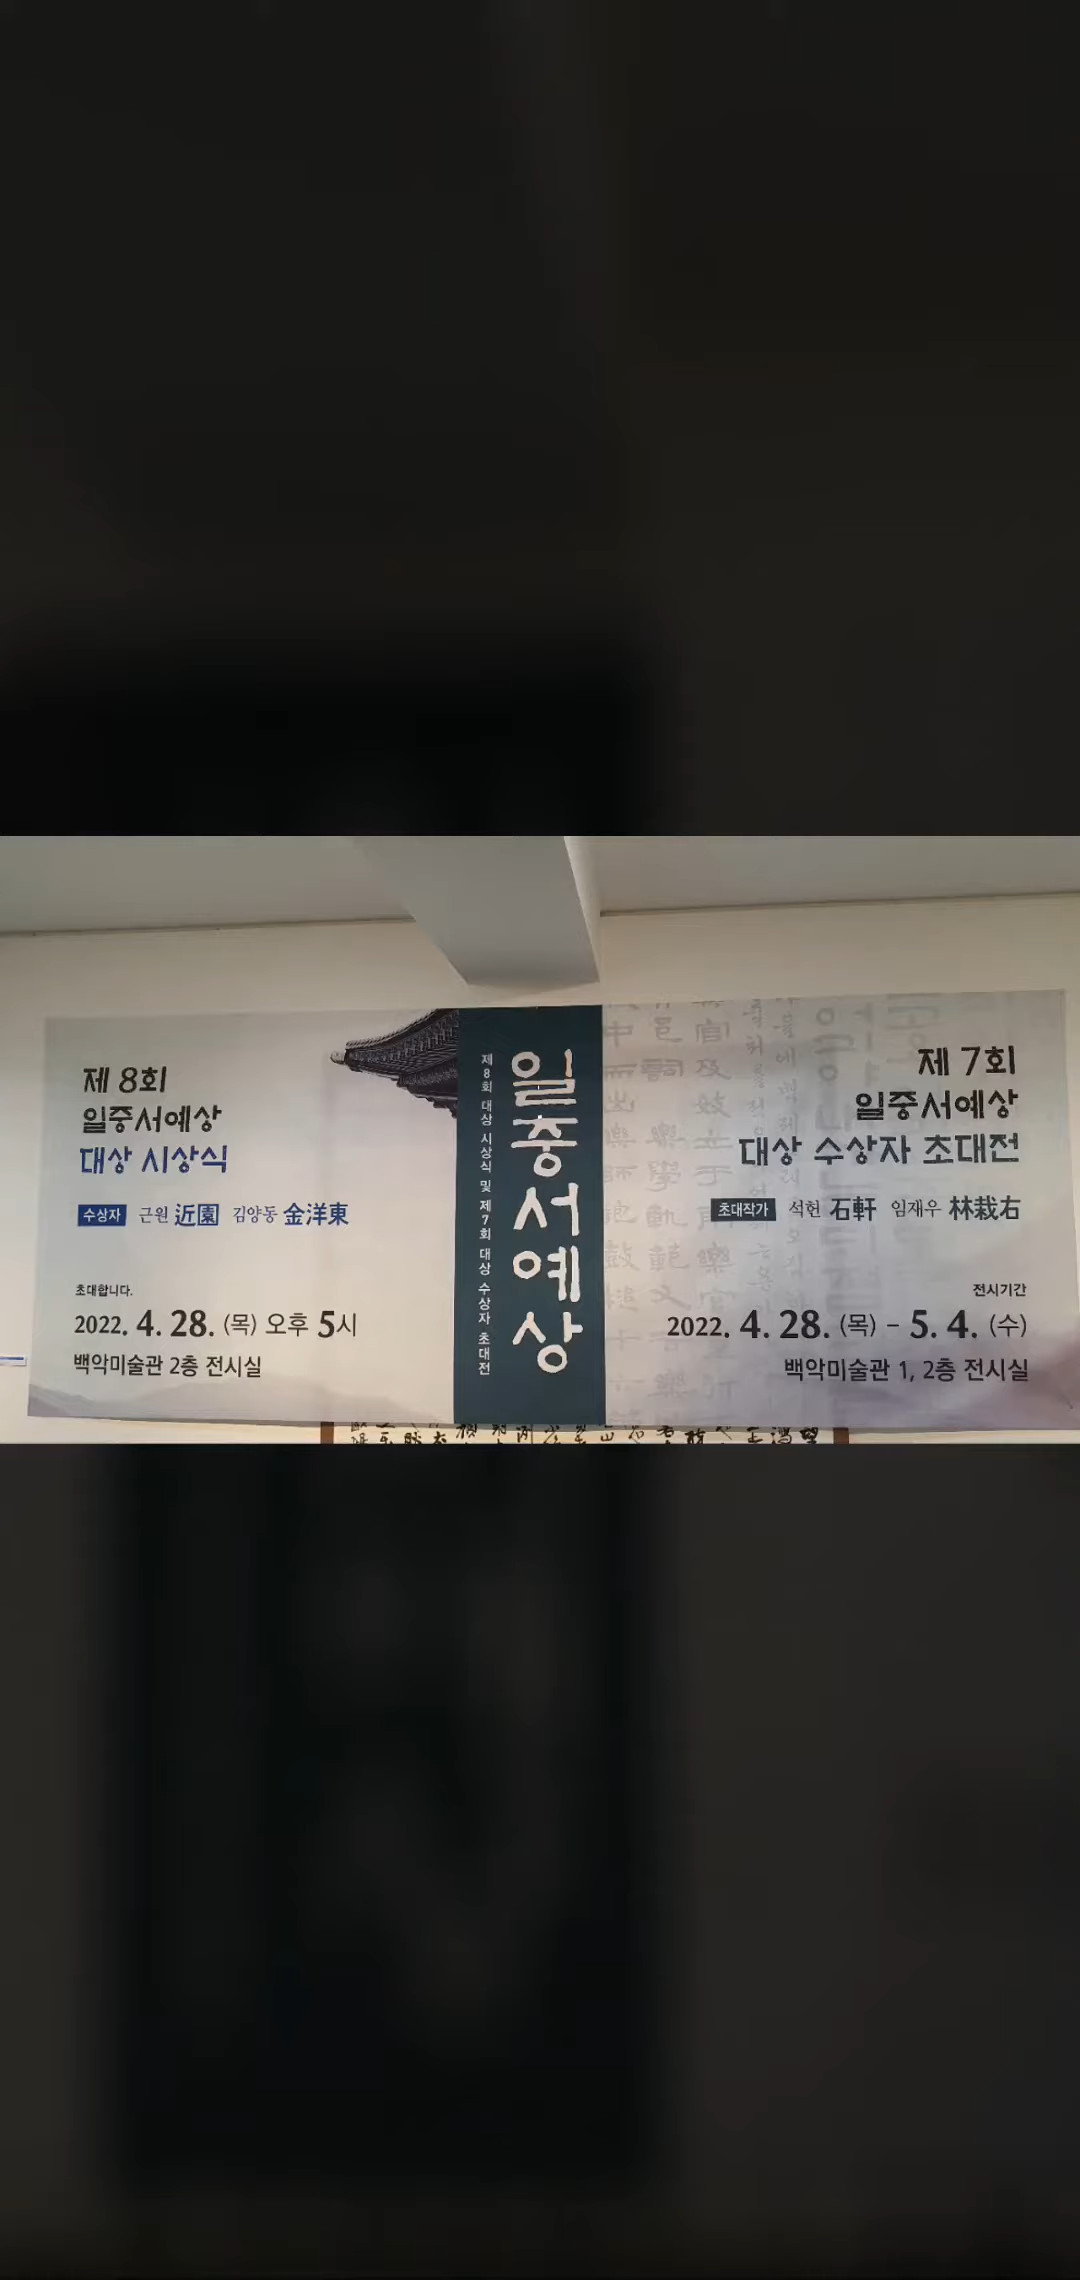 제 8회
일중서예상
대상 시상식
수상자 근원 近園 김양동 金洋東
초대합니다.
2022. 4. 28. (목) 오후 5시
백악미술관 2층 전시실
제8회 대상 시상식 및 제7회 대상 수상자 초대전
일중서예상
제 7회
일중서예상
대상 수상자 초대전
초대작가 석헌 石軒 임재우 林栽右
전시기간
2022. 4. 28. (목) - 5. 4. (수)
백악미술관 1, 2층 전시실